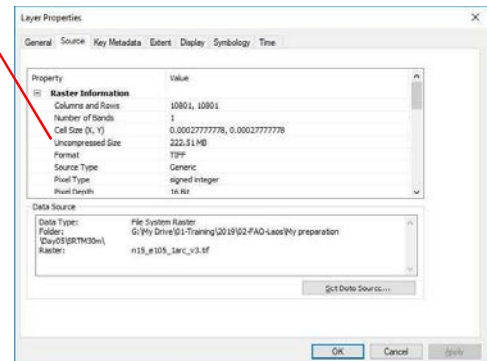 Layer Properties
General Source Key Metadata Extent Display Symbology Time
Property Value
Raster Information
Columns and Rows 10801, 10801
Number of Bands 1
Cell Size (X, Y) 0.00027777778, 0.00027777778
Uncompressed Size 222.51 MB
Format TIFF
Source Type Generic
Pixel Type signed integer
Pixel Depth 16 Bit
Data Source
Data Type: File System Raster
Folder: G:\My Drive\01-Training\2019\02-FAO-Laos\My preparation
\Day05\SRTM30m\
Raster: n15_e105_1arc_v3.tif
Set Data Source...
OK Cancel Apply